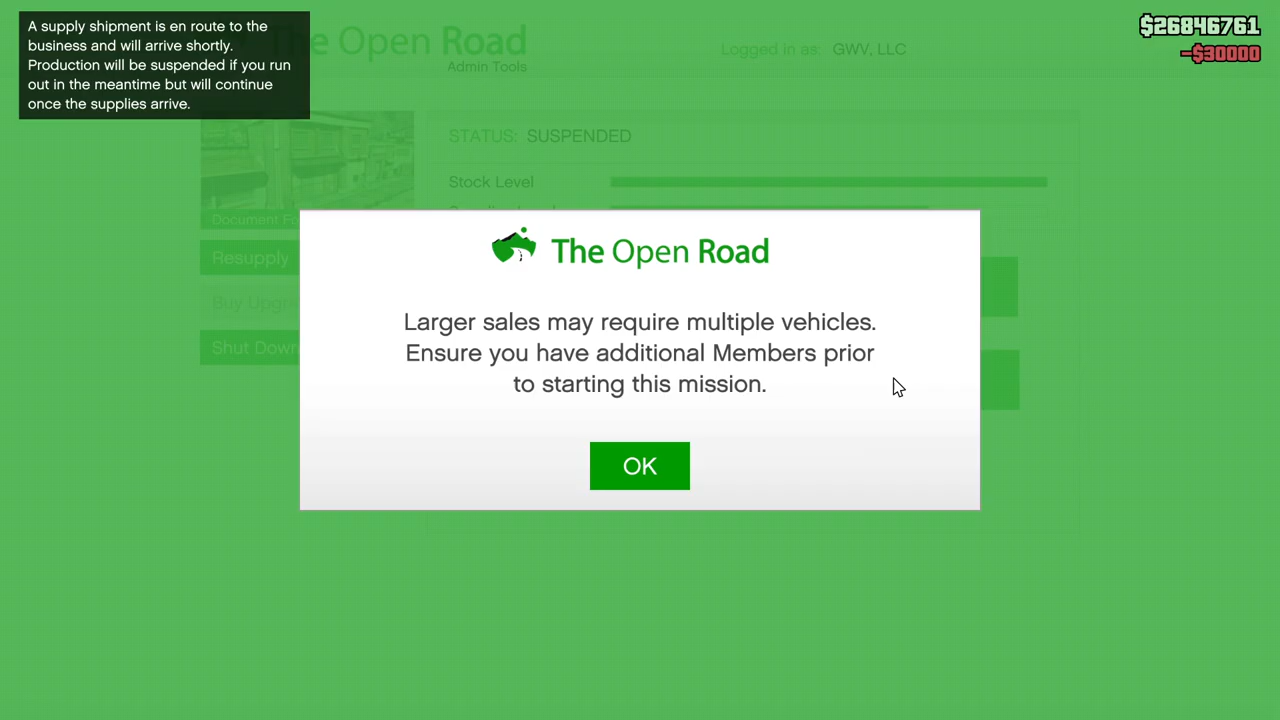 A supply shipment is en route to the
business and will arrive shortly.
Production will be suspended if you run
out in the meantime but will continue
once the supplies arrive.
$26846761
-$30000
The Open Road
Admin Tools
Logged in as: GWV, LLC
STATUS: SUSPENDED
Stock Level
Document
Resupply
Buy
Shut Down
The Open Road
Larger sales may require multiple vehicles.
Ensure you have additional Members prior
to starting this mission.
OK